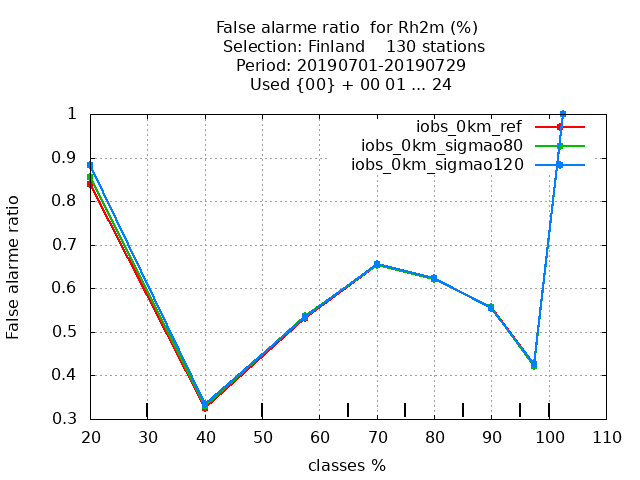 False alarme ratio  for Rh2m (%)
Selection: Finland    130 stations
Period: 20190701-20190729
Used {00} + 00 01 ... 24
iobs_0km_ref
iobs_0km_sigmao80
iobs_0km_sigmao120
False alarme ratio
1
0.9
0.8
0.7
0.6
0.5
0.4
0.3
20 30 40 50 60 70 80 90 100 110
classes %